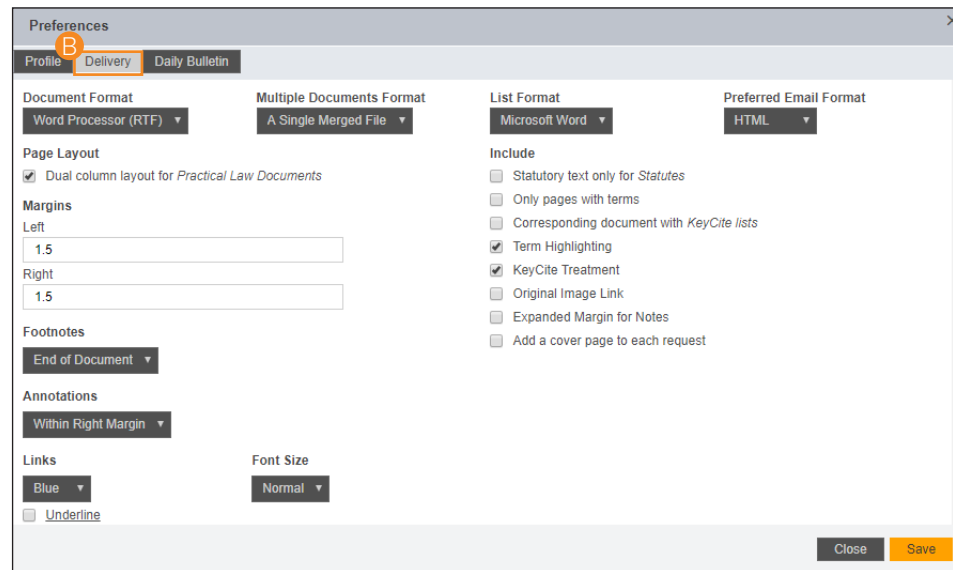 Preferences
B
Profile Delivery Daily Bulletin
Document Format Multiple Documents Format List Format Preferred Email Format
Word Processor (RTF) A Single Merged File Microsoft Word HTML
Page Layout
Dual column layout for Practical Law Documents
Margins
Left
1.5
Right
1.5
Footnotes
End of Document
Annotations
Within Right Margin
Links Font Size
Blue Normal
Underline
Include
Statutory text only for Statutes
Only pages with terms
Corresponding document with KeyCite lists
Term Highlighting
KeyCite Treatment
Original Image Link
Expanded Margin for Notes
Add a cover page to each request
Close Save